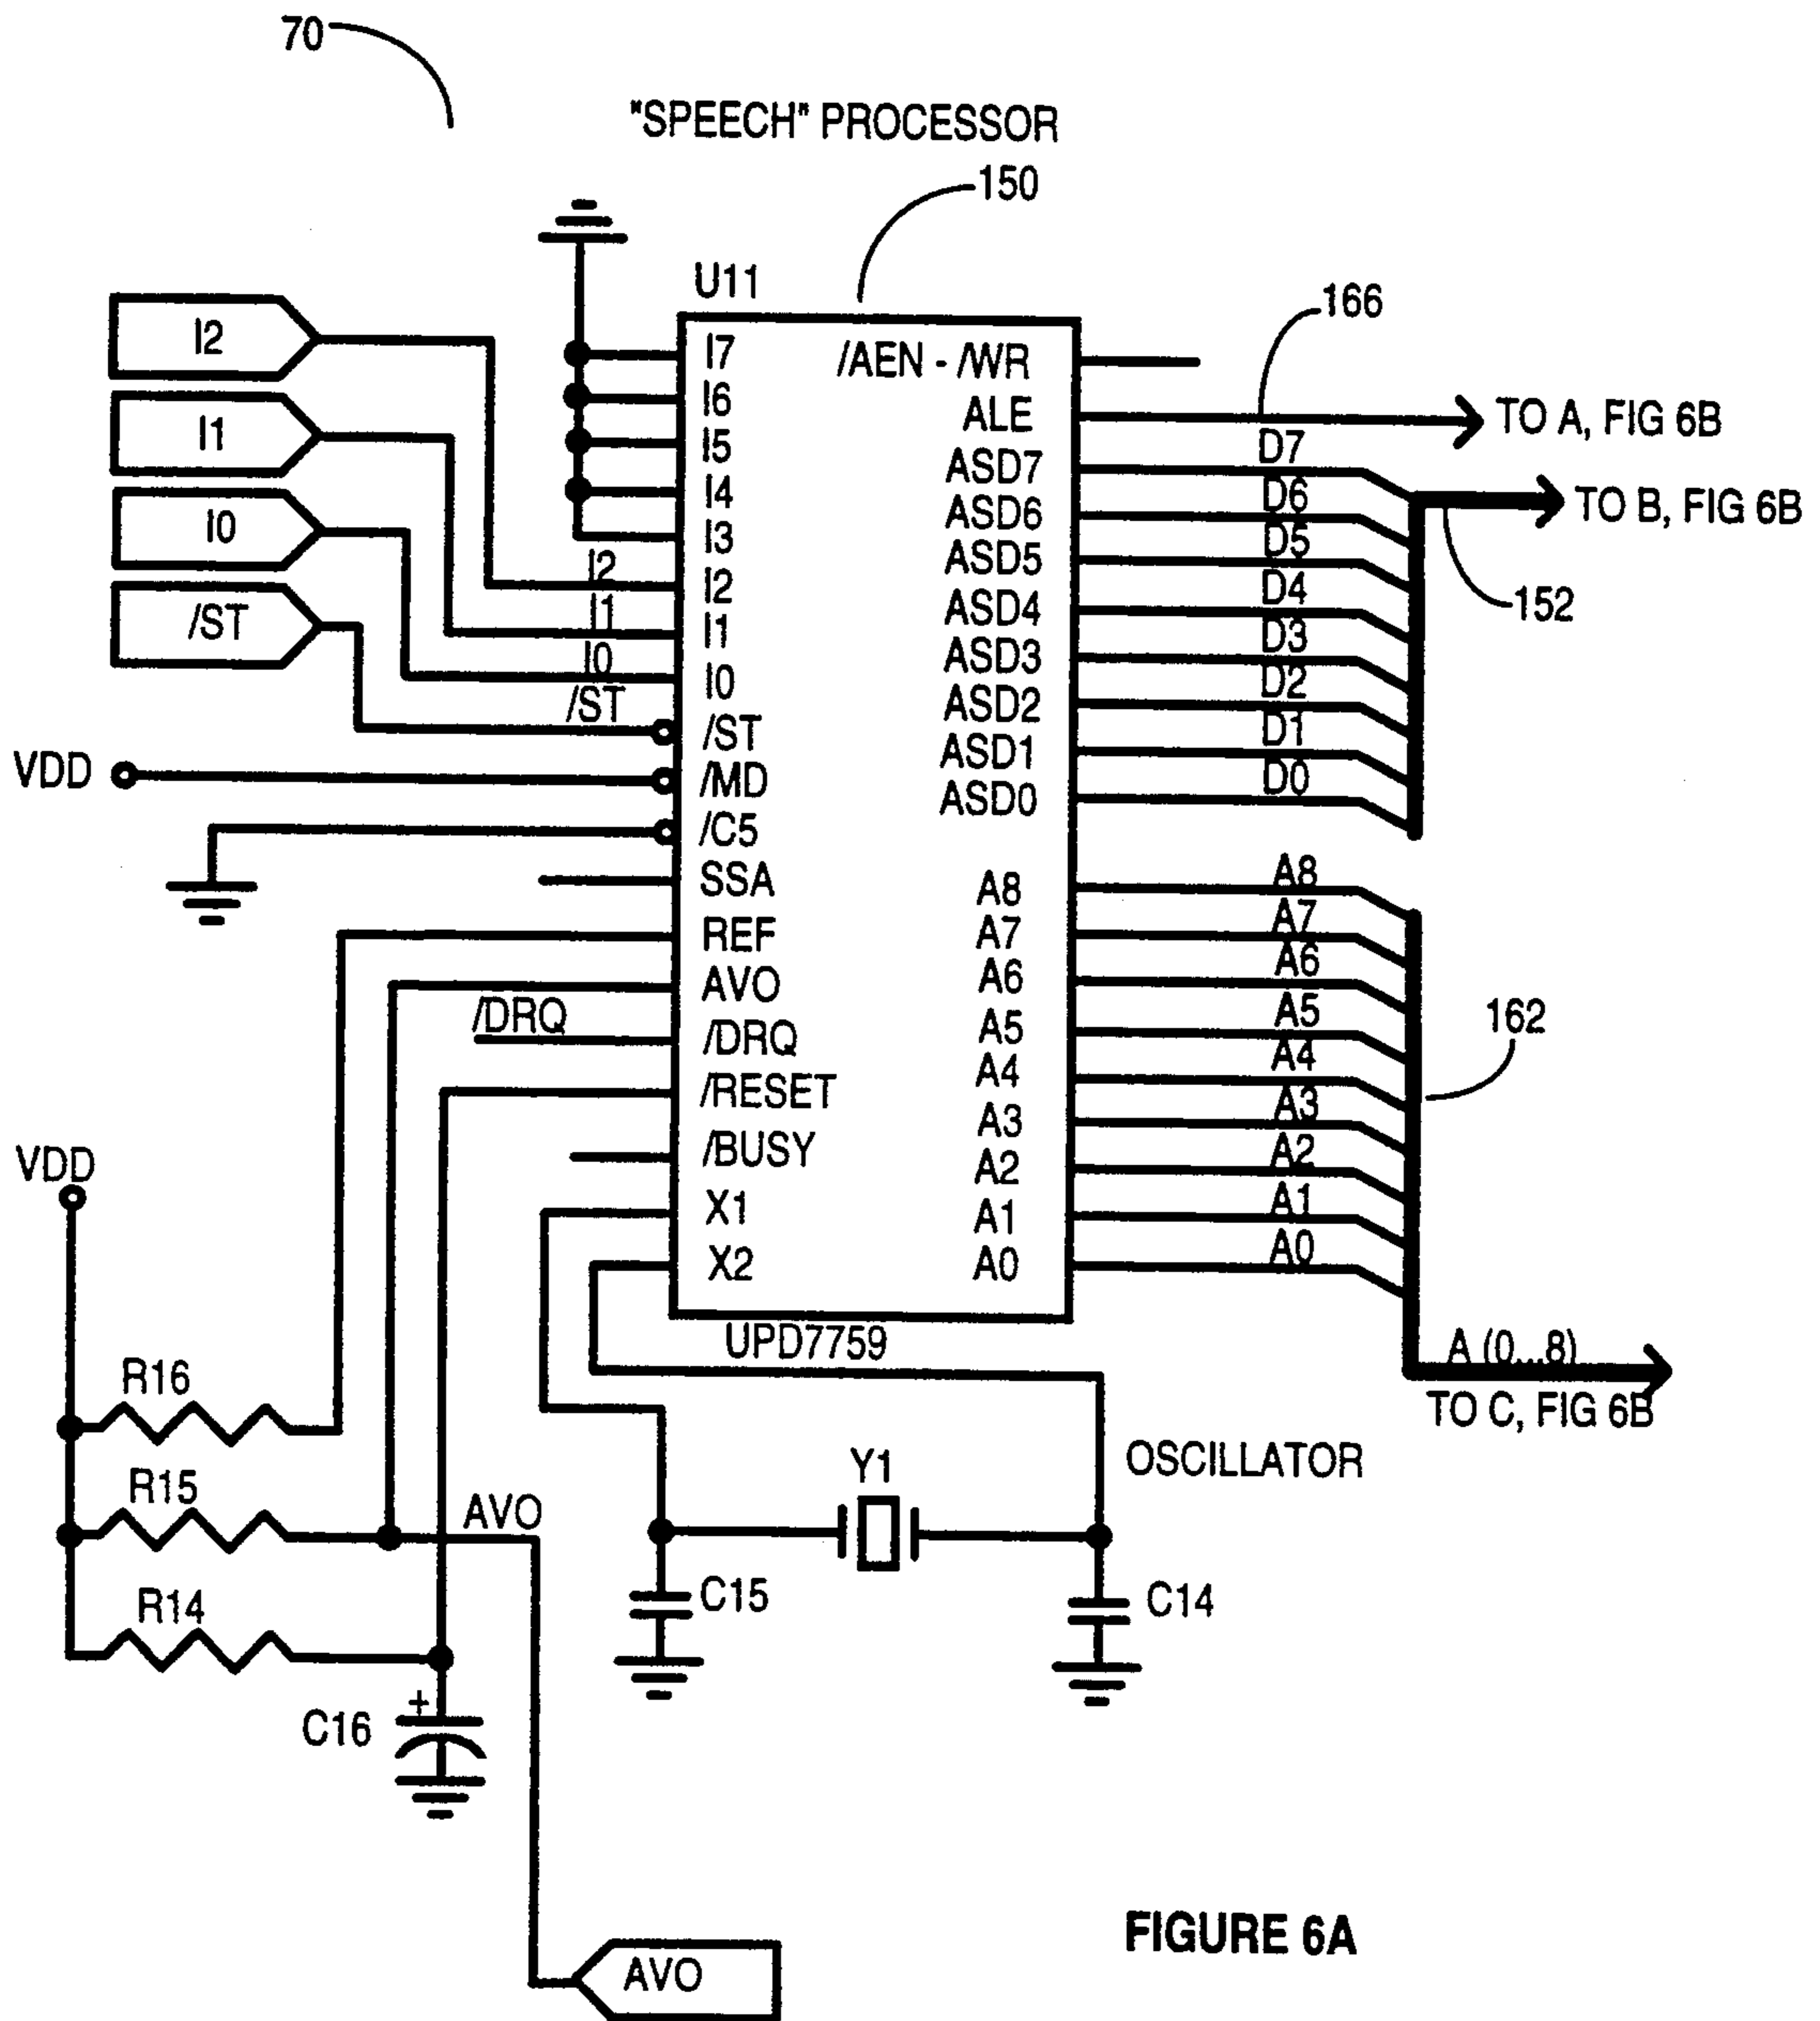 70
"SPEECH" PROCESSOR
150
U11
166
I2
I1
I0
/ST
I7
I6
I5
I4
I3
I2
I2
I1
I1
I0
I0
/ST
/ST
VDD
/MD
/C5
SSA
REF
AVO
/DRQ
/DRQ
/RESET
/BUSY
X1
X2
/AEN - /WR
ALE
TO A, FIG 6B
ASD7
D7
ASD6
D6
TO B, FIG 6B
ASD5
D5
152
ASD4
D4
ASD3
D3
ASD2
D2
ASD1
D1
ASD0
D0
A8
A8
A7
A7
A6
A6
A5
A5
162
A4
A4
A3
A3
A2
A2
A1
A1
A0
A0
UPD7759
A (0...8)
TO C, FIG 6B
VDD
R16
R15
AVO
R14
+
C16
Y1
OSCILLATOR
C15
C14
AVO
FIGURE 6A